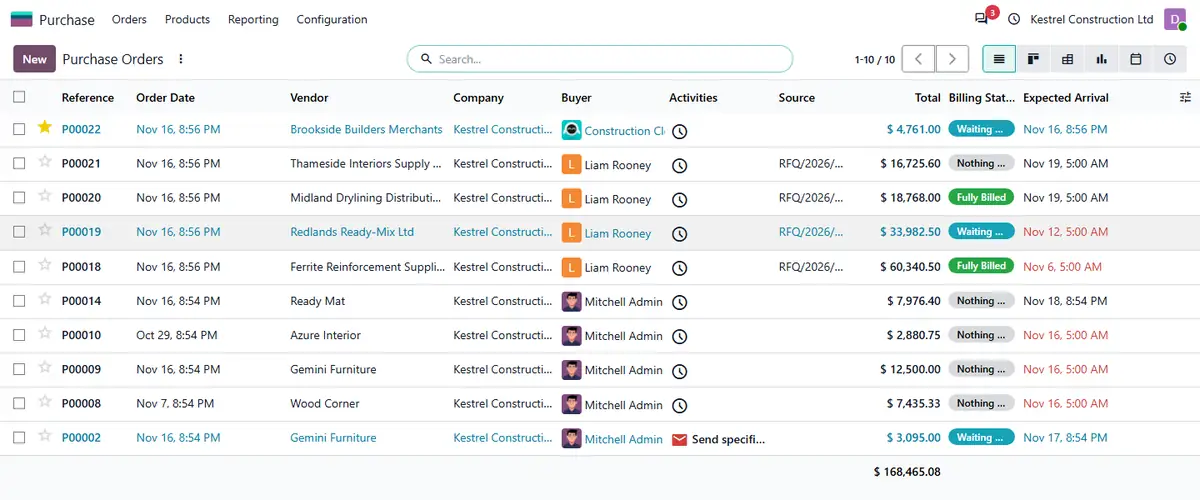 Purchase Orders Products Reporting Configuration 3 Kestrel Construction Ltd D
New Purchase Orders Search... 1-10 / 10
Reference Order Date Vendor Company Buyer Activities Source Total Billing Stat... Expected Arrival
P00022 Nov 16, 8:56 PM Brookside Builders Merchants Kestrel Constructi... Construction Cl $ 4,761.00 Waiting ... Nov 16, 8:56 PM
P00021 Nov 16, 8:56 PM Thameside Interiors Supply ... Kestrel Constructi... L Liam Rooney RFQ/2026/... $ 16,725.60 Nothing ... Nov 19, 5:00 AM
P00020 Nov 16, 8:56 PM Midland Drylining Distributi... Kestrel Constructi... L Liam Rooney RFQ/2026/... $ 18,768.00 Fully Billed Nov 19, 5:00 AM
P00019 Nov 16, 8:56 PM Redlands Ready-Mix Ltd Kestrel Constructi... L Liam Rooney RFQ/2026/... $ 33,982.50 Waiting ... Nov 12, 5:00 AM
P00018 Nov 16, 8:56 PM Ferrite Reinforcement Suppli... Kestrel Constructi... L Liam Rooney RFQ/2026/... $ 60,340.50 Fully Billed Nov 6, 5:00 AM
P00014 Nov 16, 8:54 PM Ready Mat Kestrel Constructi... Mitchell Admin $ 7,976.40 Nothing ... Nov 18, 8:54 PM
P00010 Oct 29, 8:54 PM Azure Interior Kestrel Constructi... Mitchell Admin $ 2,880.75 Nothing ... Nov 16, 5:00 AM
P00009 Nov 16, 8:54 PM Gemini Furniture Kestrel Constructi... Mitchell Admin $ 12,500.00 Nothing ... Nov 16, 5:00 AM
P00008 Nov 7, 8:54 PM Wood Corner Kestrel Constructi... Mitchell Admin $ 7,435.33 Nothing ... Nov 16, 5:00 AM
P00002 Nov 16, 8:54 PM Gemini Furniture Kestrel Constructi... Mitchell Admin Send specifi... $ 3,095.00 Waiting ... Nov 17, 8:54 PM
$ 168,465.08